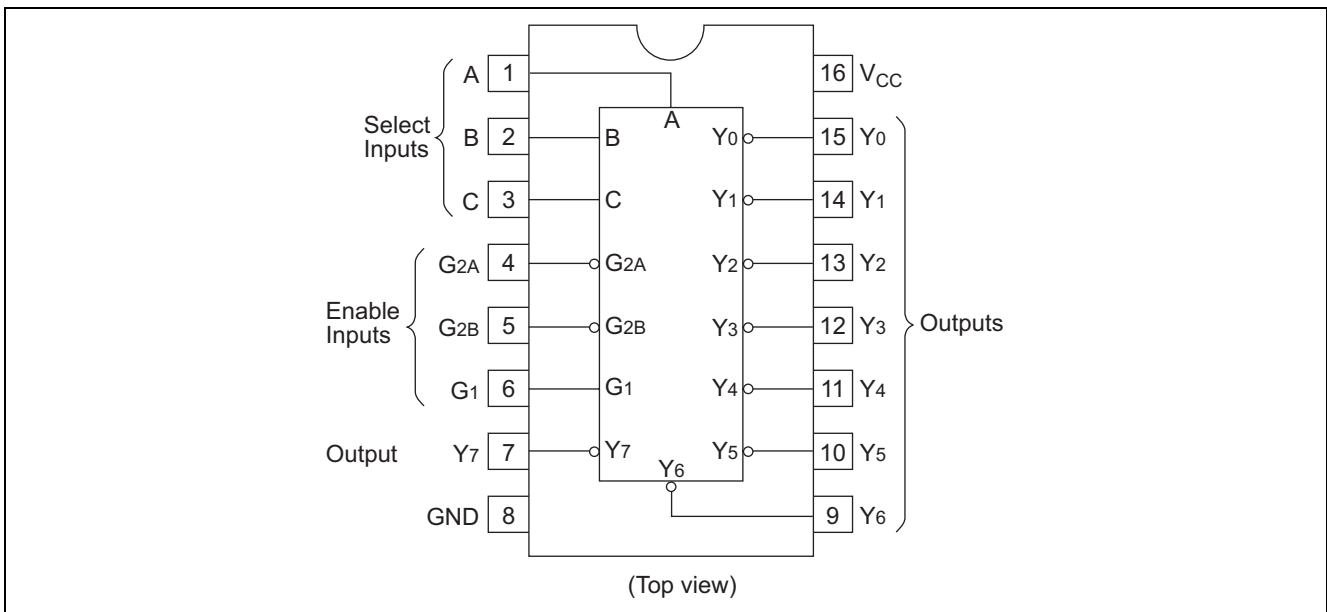 A 1
A
16 VCC
Select
Inputs
B 2
B
Y0
15 Y0
C 3
C
Y1
14 Y1
G2A 4
G2A
Y2
13 Y2
Enable
Inputs
G2B 5
G2B
Y3
12 Y3
Outputs
G1 6
G1
Y4
11 Y4
Output
Y7 7
Y7
Y5
10 Y5
Y6
GND 8
9 Y6
(Top view)